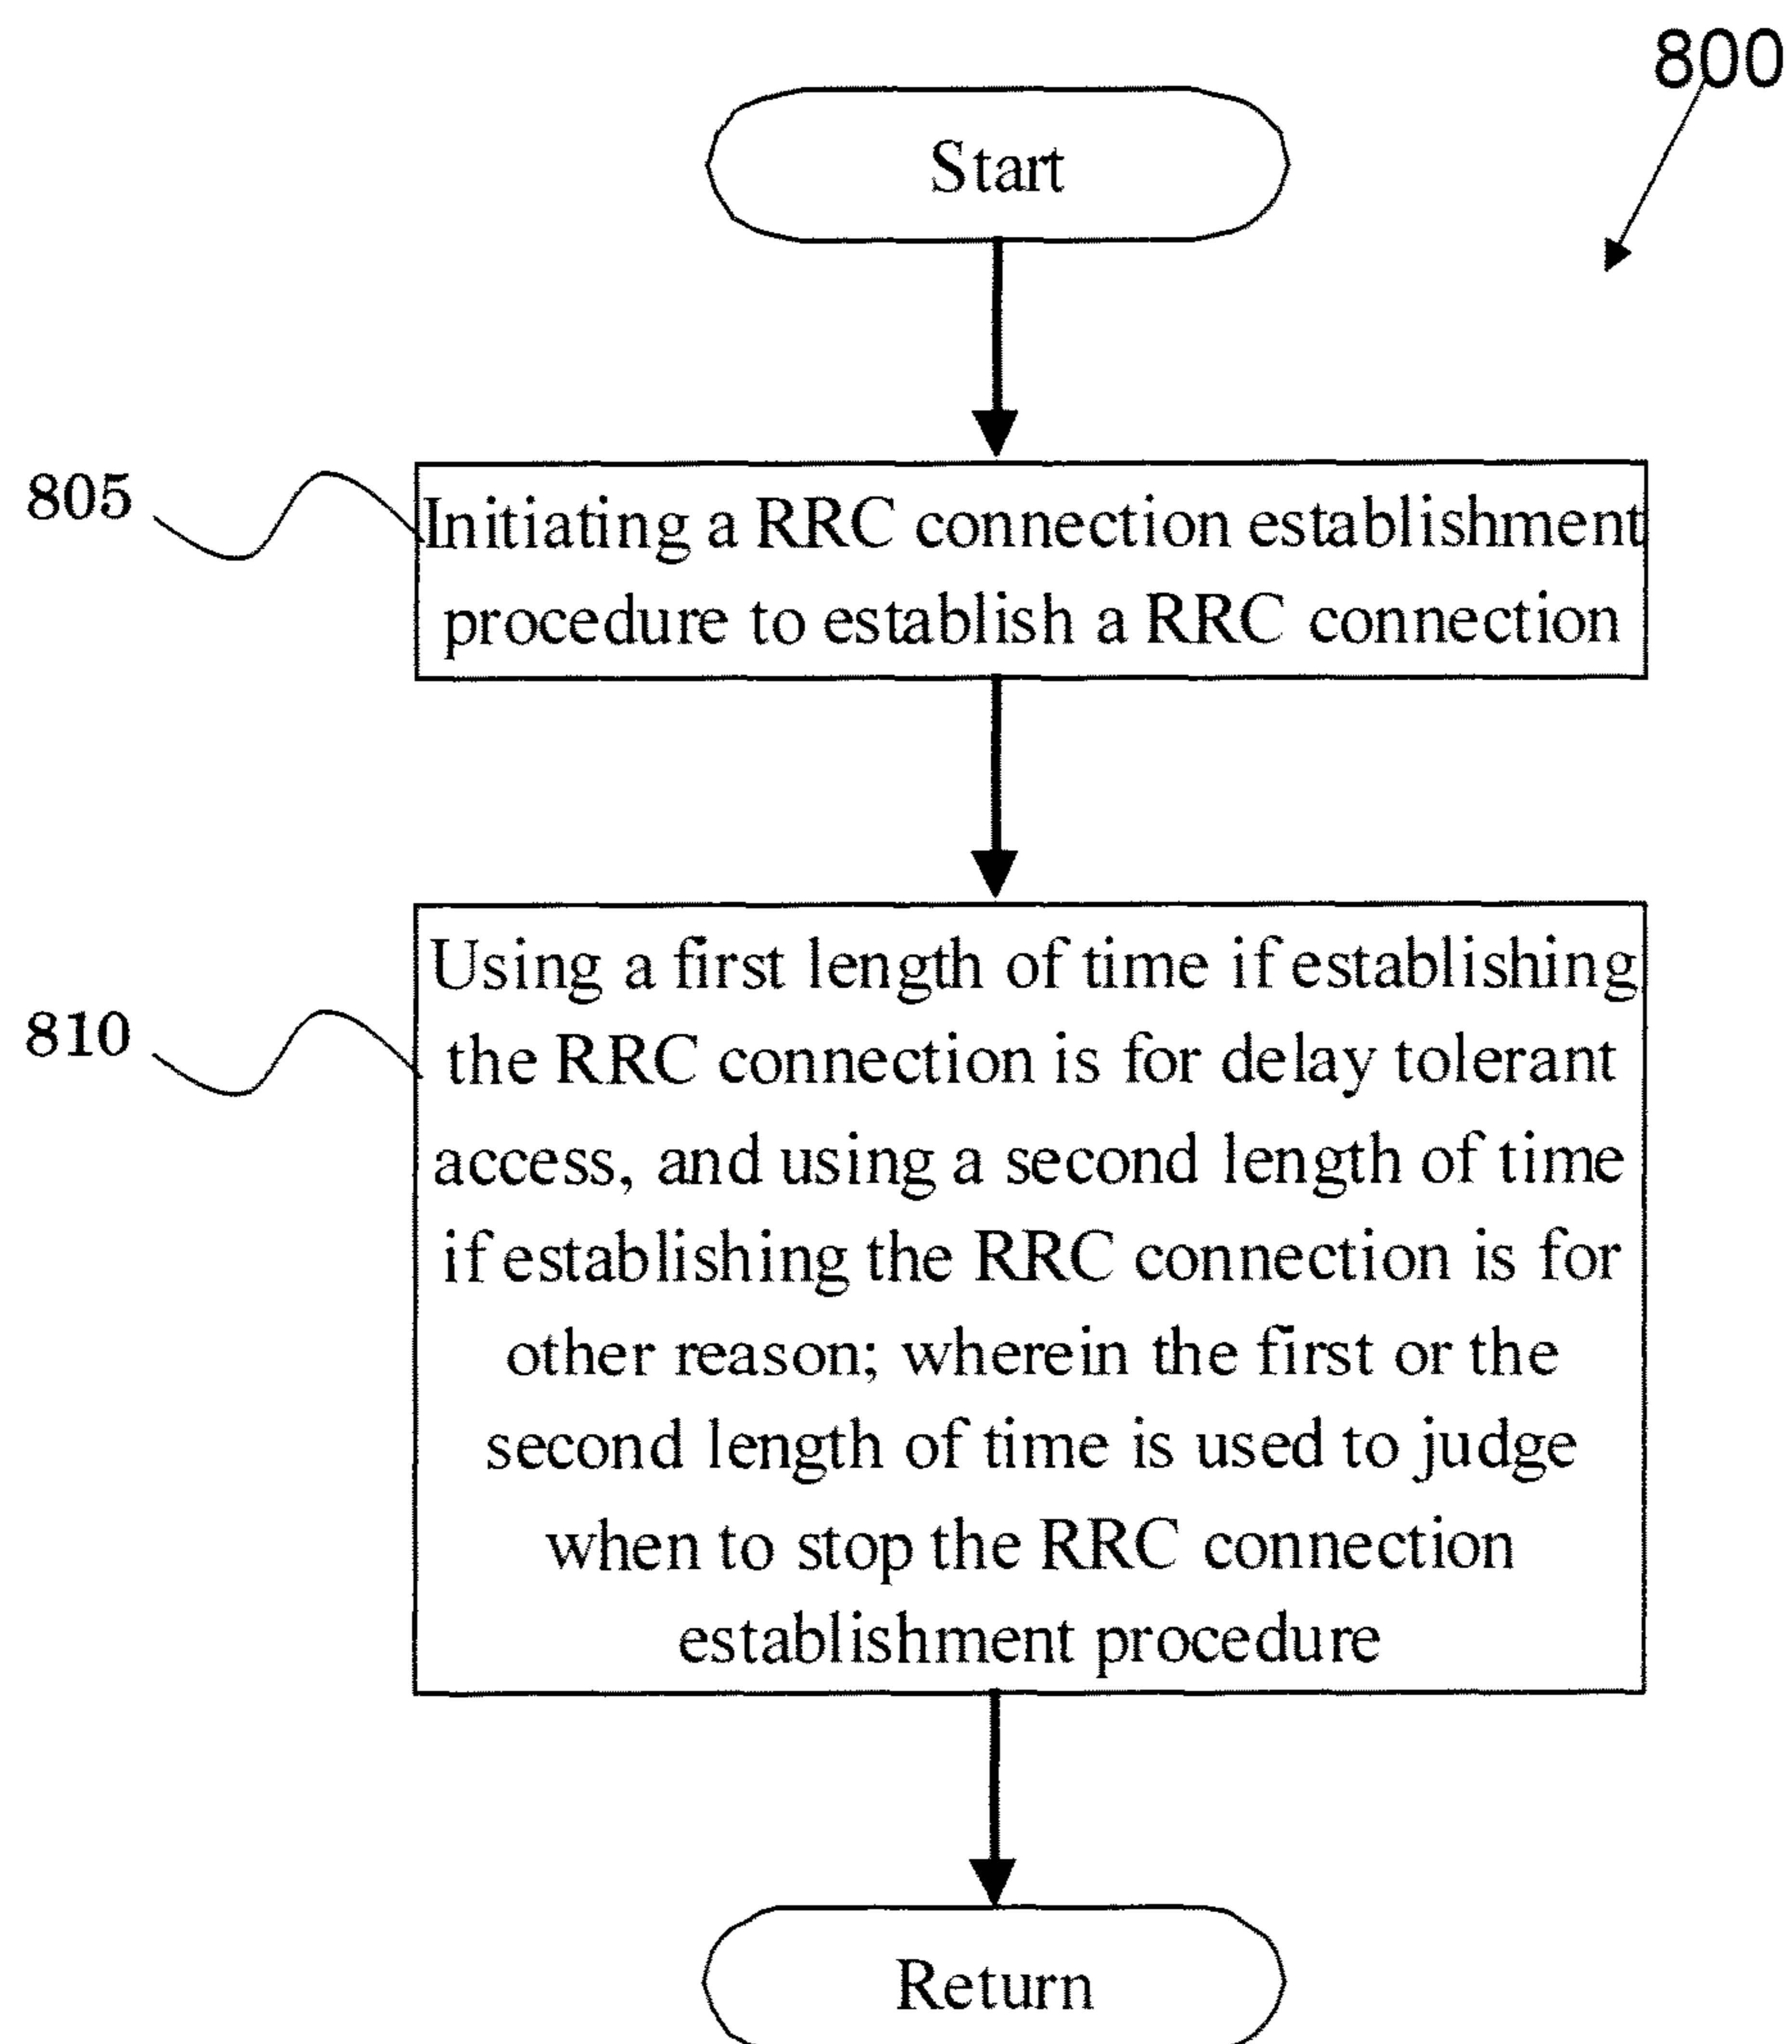 800
Start
805
Initiating a RRC connection establishment
procedure to establish a RRC connection
810
Using a first length of time if establishing
the RRC connection is for delay tolerant
access, and using a second length of time
if establishing the RRC connection is for
other reason; wherein the first or the
second length of time is used to judge
when to stop the RRC connection
establishment procedure
Return